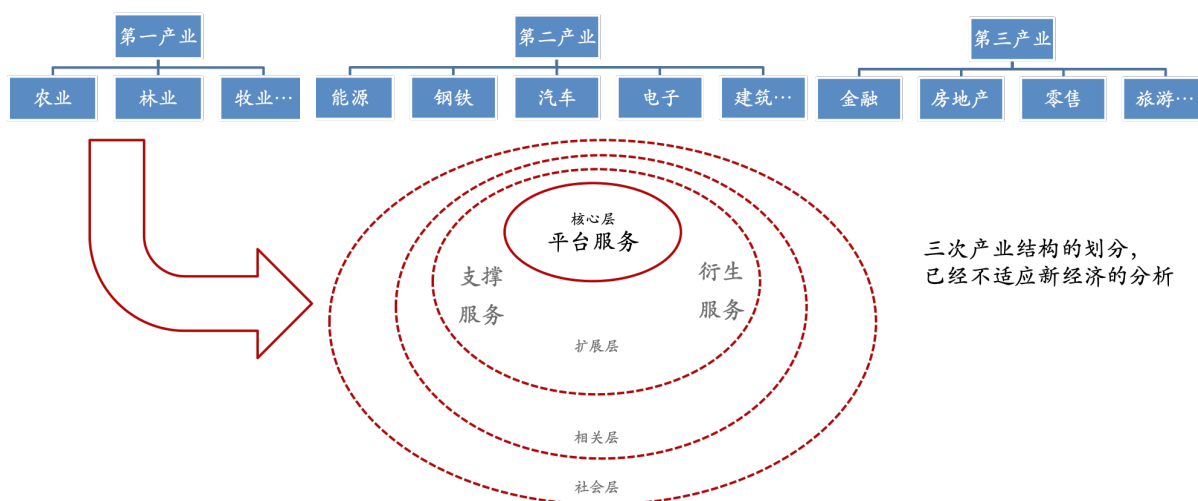 第一产业
第二产业
第三产业
农业
林业
牧业…
能源
钢铁
汽车
电子
建筑…
金融
房地产
零售
旅游…
核心层
平台服务
支撑
服务
衍生
服务
扩展层
相关层
社会层
三次产业结构的划分，
已经不适应新经济的分析